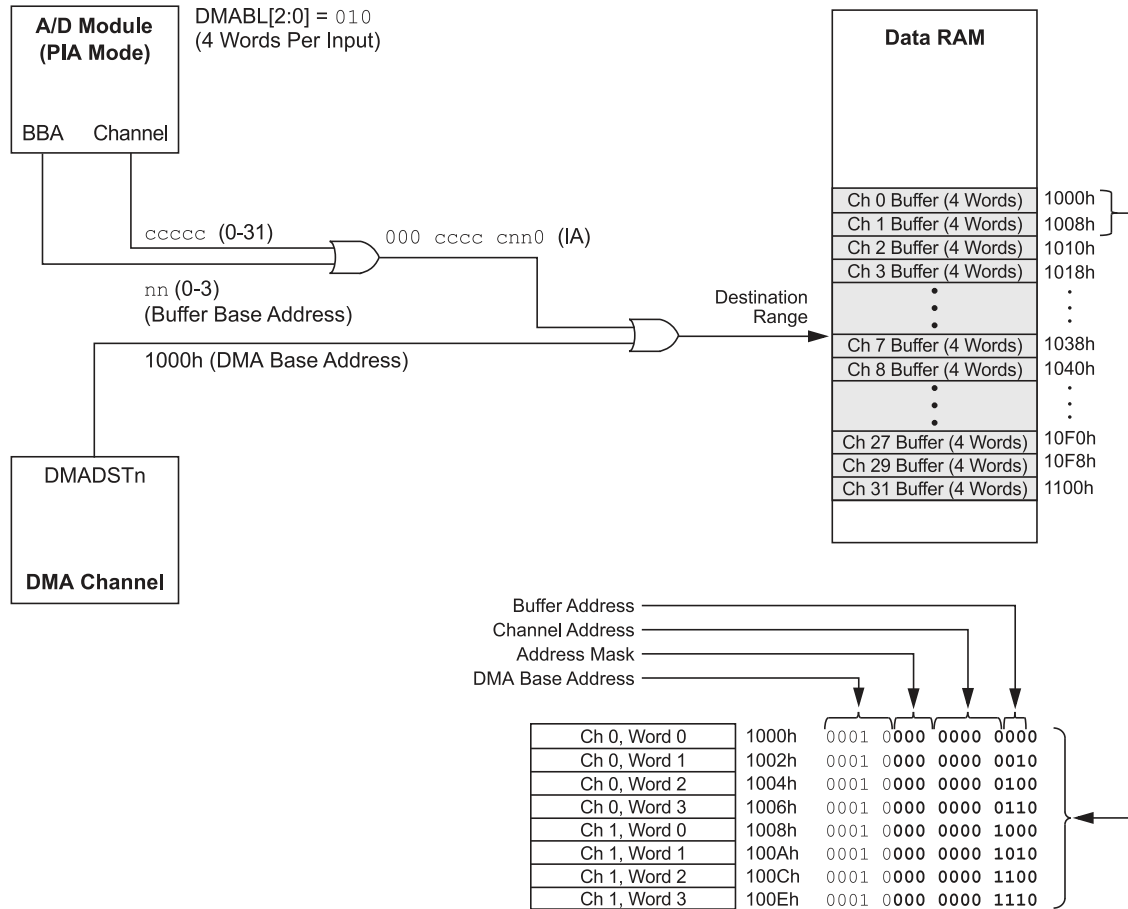 A/D Module
(PIA Mode)
BBA Channel
DMABL[2:0] = 010
(4 Words Per Input)
ccccc (0-31)
nn (0-3)
(Buffer Base Address)
000 cccc cnn0 (IA)
1000h (DMA Base Address)
DMADSTn
DMA Channel
Destination
Range
Data RAM
Ch 0 Buffer (4 Words) 1000h
Ch 1 Buffer (4 Words) 1008h
Ch 2 Buffer (4 Words) 1010h
Ch 3 Buffer (4 Words) 1018h
Ch 7 Buffer (4 Words) 1038h
Ch 8 Buffer (4 Words) 1040h
Ch 27 Buffer (4 Words) 10F0h
Ch 29 Buffer (4 Words) 10F8h
Ch 31 Buffer (4 Words) 1100h
Buffer Address
Channel Address
Address Mask
DMA Base Address
Ch 0, Word 0 1000h 0001 0000 0000 0000
Ch 0, Word 1 1002h 0001 0000 0000 0010
Ch 0, Word 2 1004h 0001 0000 0000 0100
Ch 0, Word 3 1006h 0001 0000 0000 0110
Ch 1, Word 0 1008h 0001 0000 0000 1000
Ch 1, Word 1 100Ah 0001 0000 0000 1010
Ch 1, Word 2 100Ch 0001 0000 0000 1100
Ch 1, Word 3 100Eh 0001 0000 0000 1110